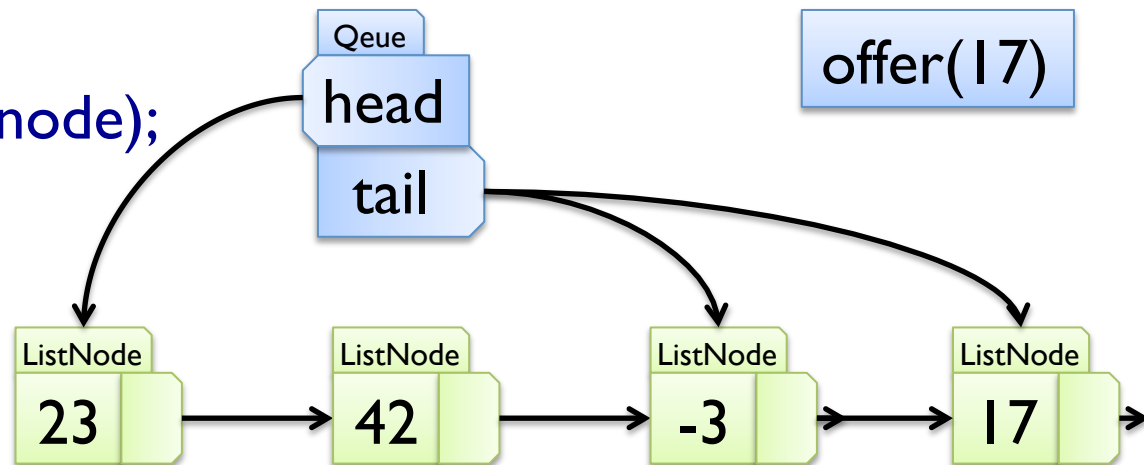 Qeue
offer(17)
head
node);
tail
ListNode ListNode ListNode ListNode
23 42 -3 17